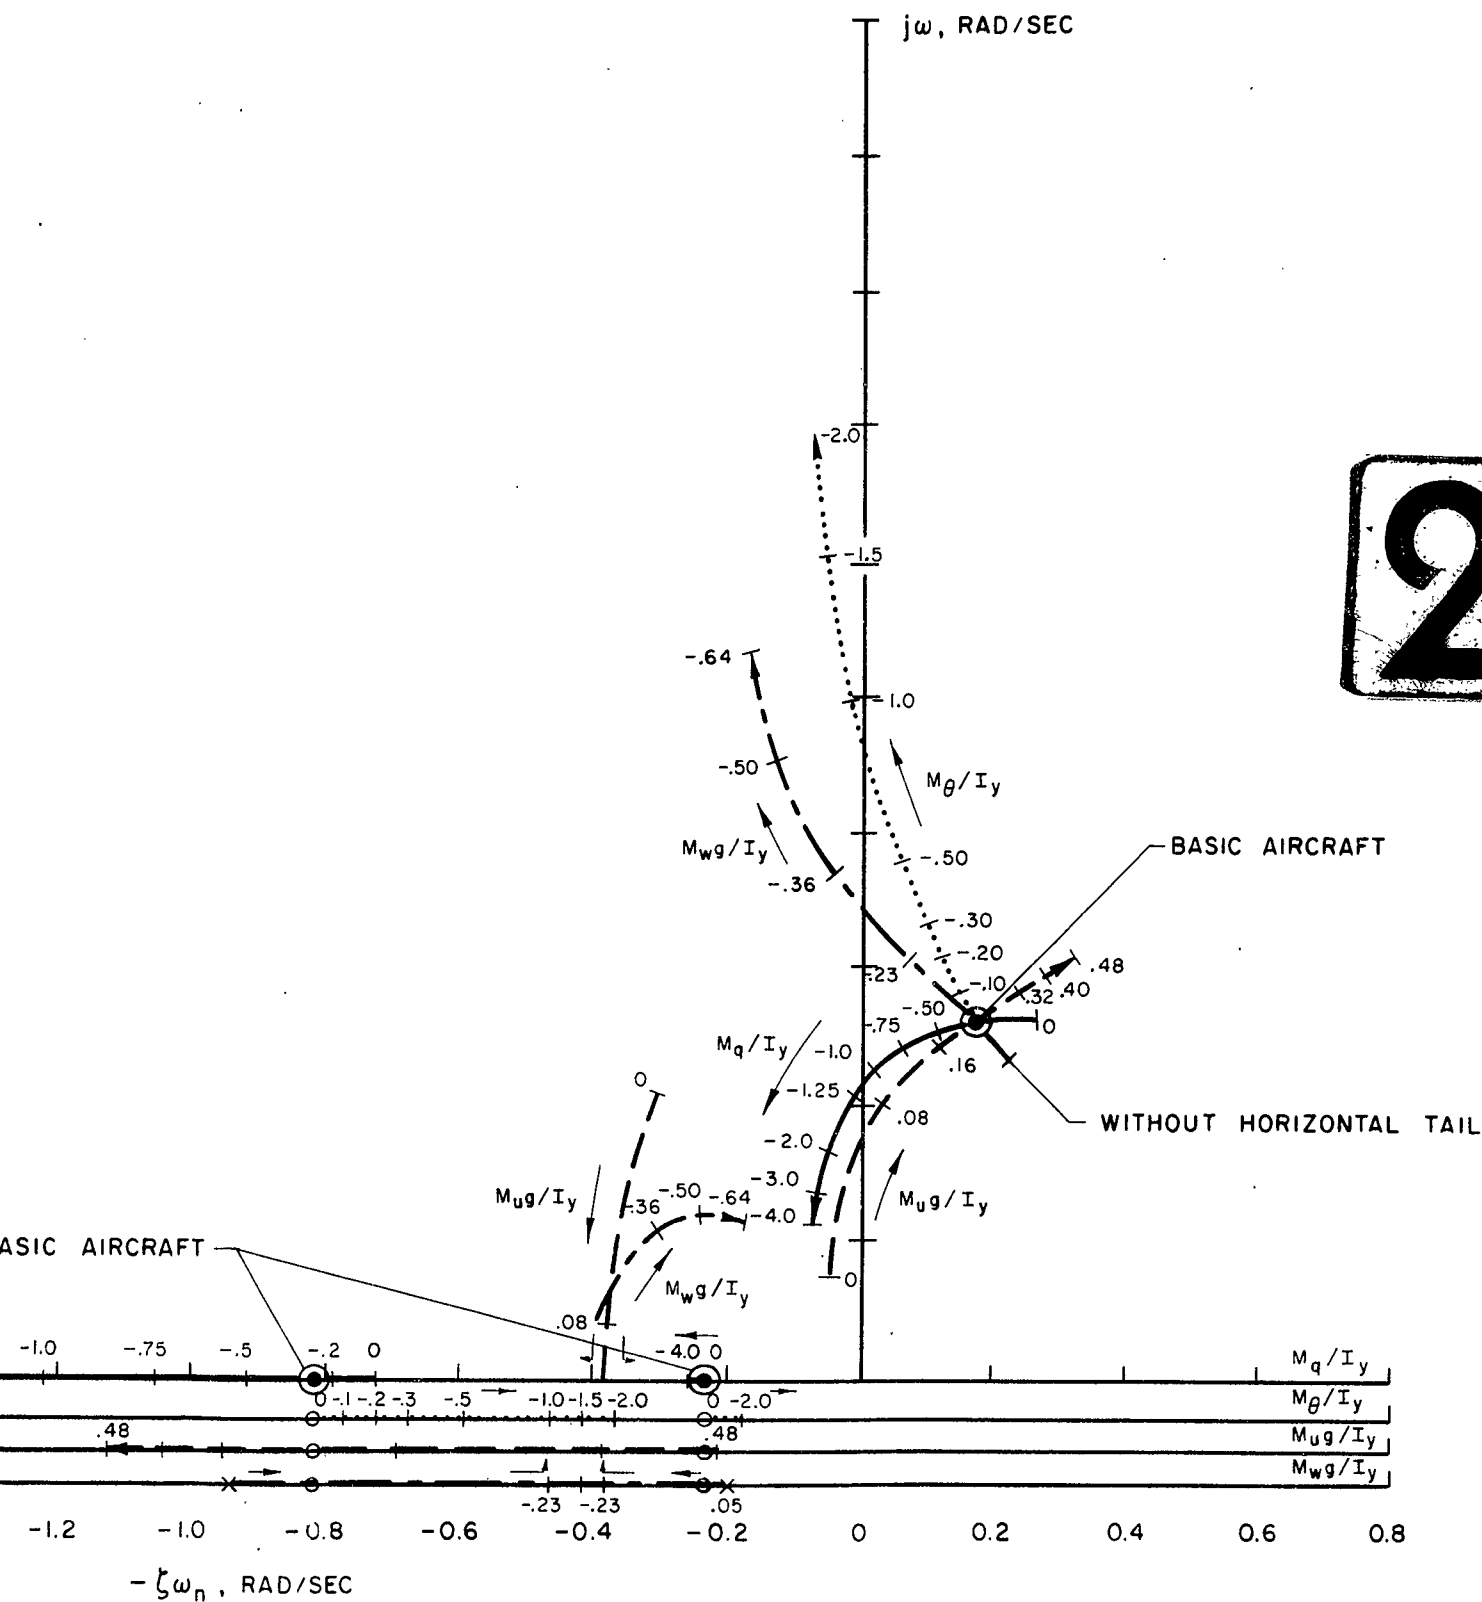 jω, RAD/SEC
-2.0
-1.5
2
-.64
-1.0
-.50
Mθ/Iy
Mwg/Iy
BASIC AIRCRAFT
-.50
-.36
-.30
-.20
.48
.23
-.10
.32
.40
-.50
0
.75
Mq/Iy
-1.0
.16
0
-1.25
.08
WITHOUT HORIZONTAL TAIL
-2.0
-3.0
Mug/Iy
-.50
-.64
-4.0
Mug/Iy
-.36
ASIC AIRCRAFT
0
Mwg/Iy
.08
-1.0 -.75 -.5 -.2 0 -4.0 0 Mq/Iy
0 -.1 -.2 -.3 -.5 -1.0 -1.5 -2.0 0 -2.0 Mθ/Iy
.48 .48 Mug/Iy
Mwg/Iy
-.23 -.23 .05
-1.2 -1.0 -0.8 -0.6 -0.4 -0.2 0 0.2 0.4 0.6 0.8
-ζωn, RAD/SEC